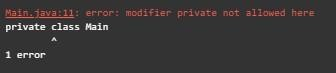 Main.java:11: error: modifier private not allowed here
private class Main
^
1 error